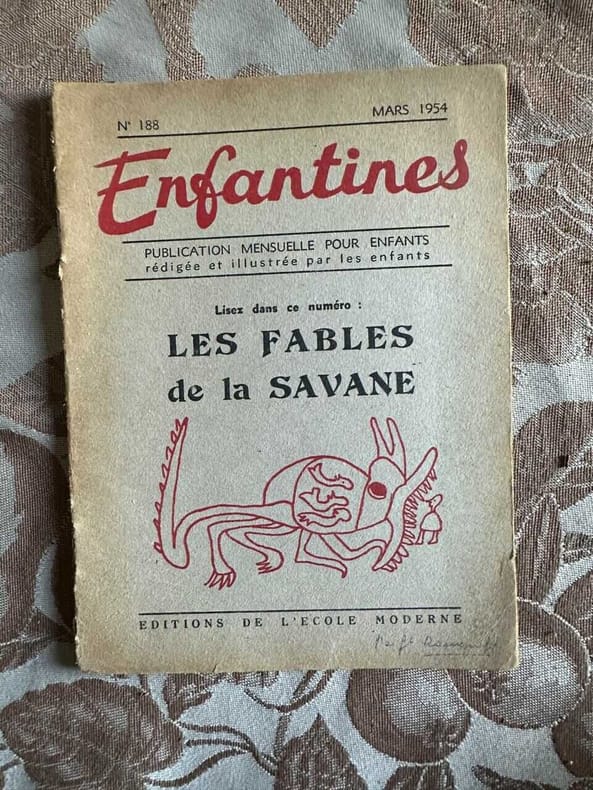 N° 188 MARS 1954
Enfantines
PUBLICATION MENSUELLE POUR ENFANTS
rédigée et illustrée par les enfants
Lisez dans ce numéro :
LES FABLES
de la SAVANE
EDITIONS DE L'ECOLE MODERNE